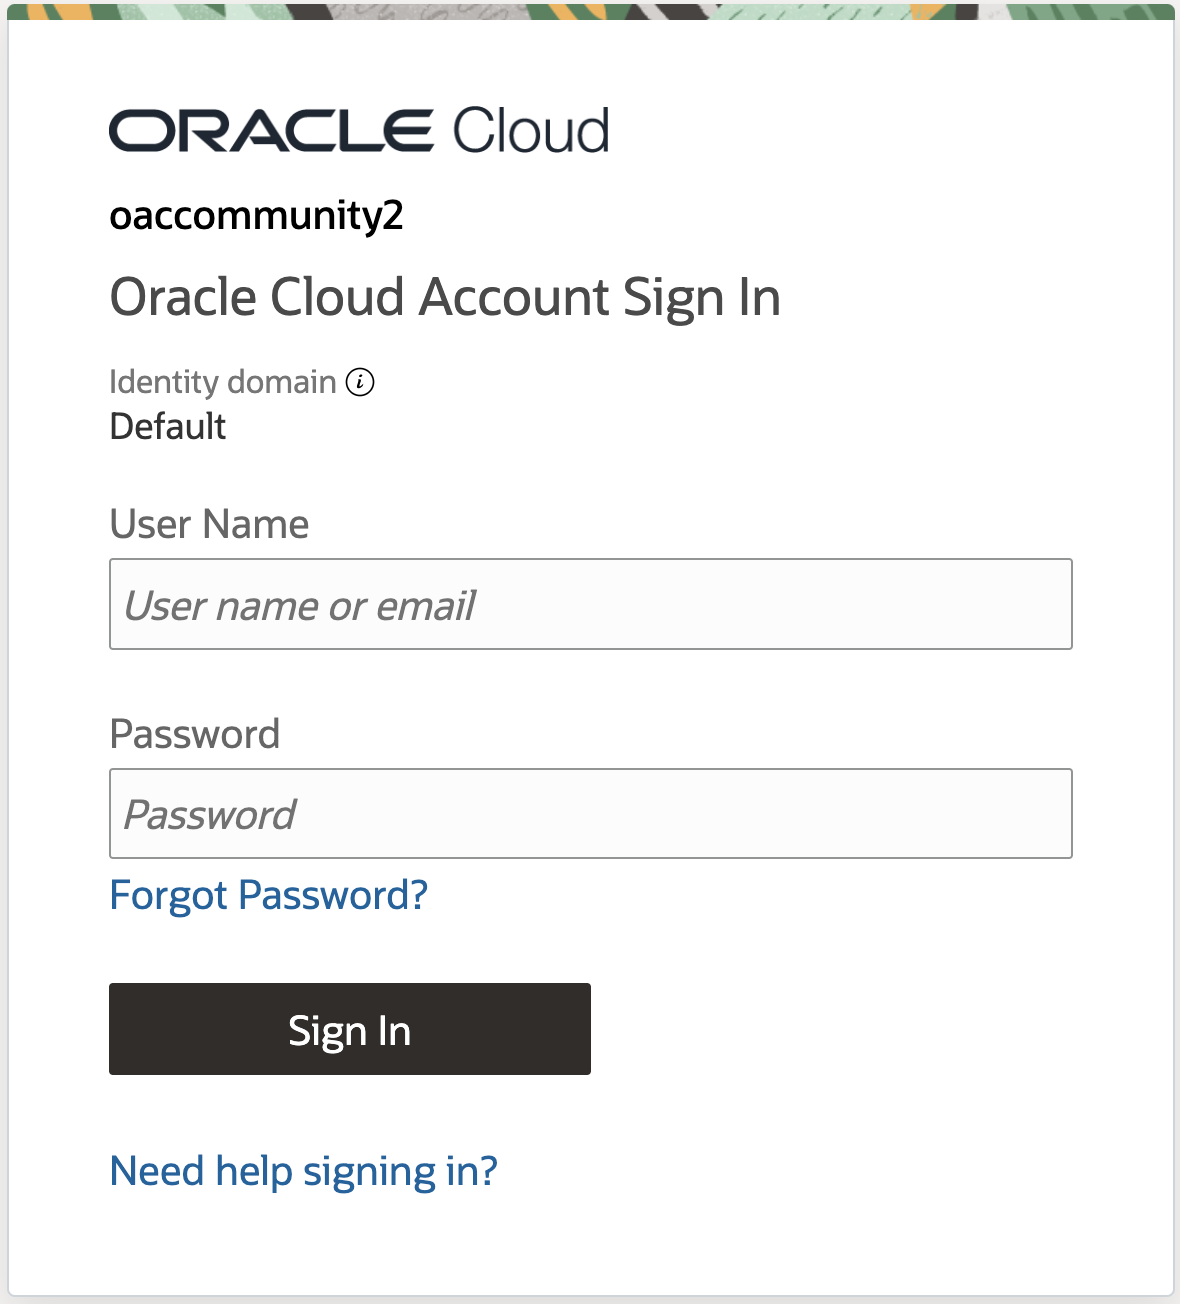 ORACLE Cloud
oaccommunity2
Oracle Cloud Account Sign In
Identity domain i
Default
User Name
User name or email
Password
Password
Forgot Password?
Sign In
Need help signing in?